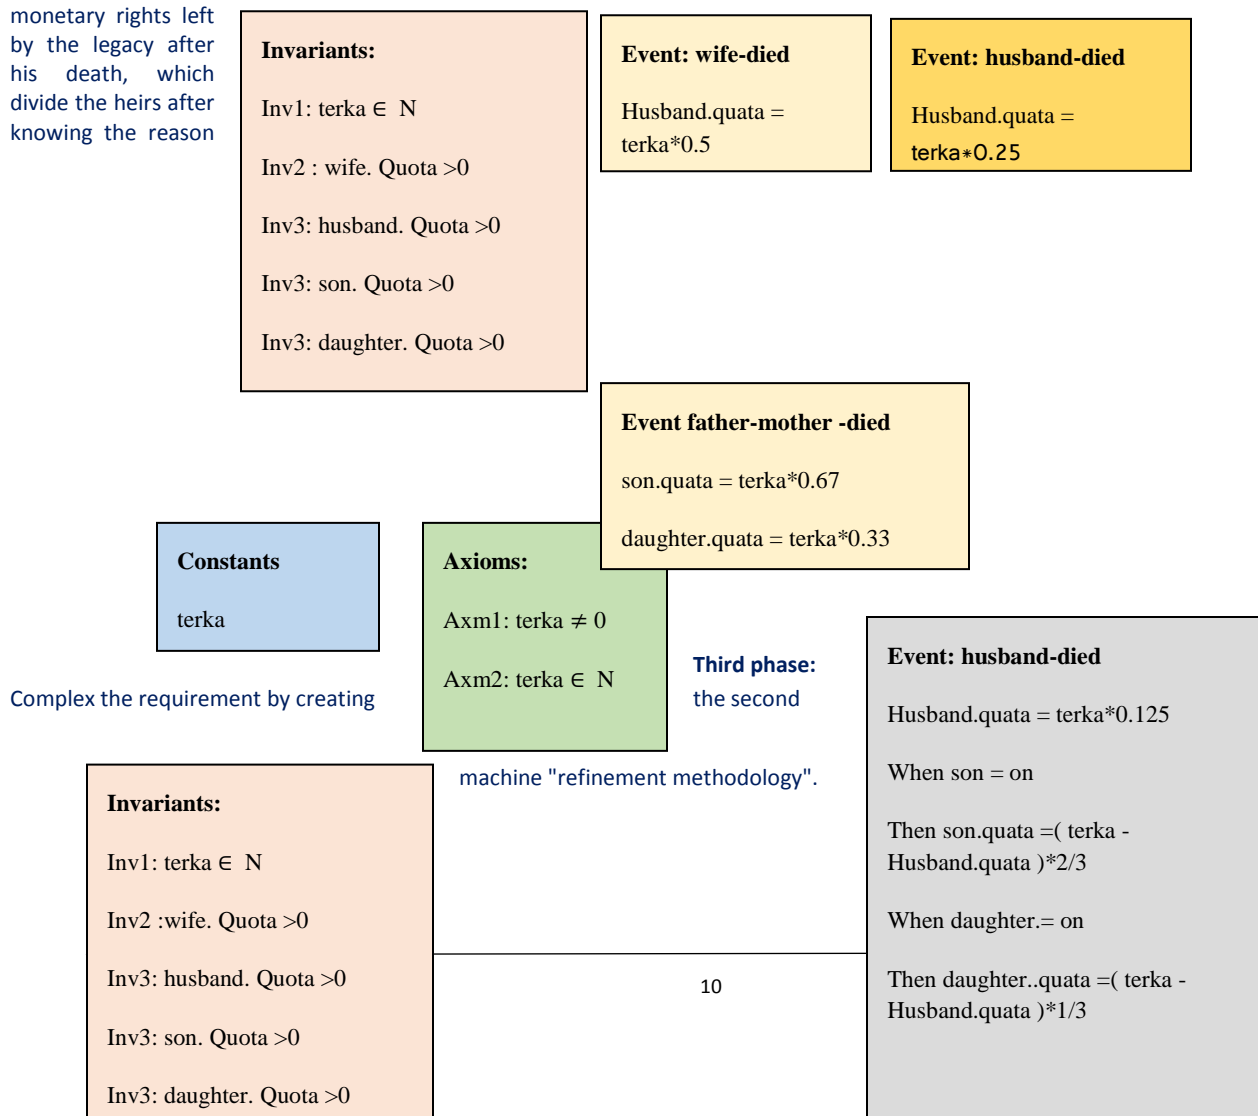 monetary rights left
by the legacy after
his death, which
divide the heirs after
knowing the reason
Invariants:
Inv1: terka ∈ N
Inv2 : wife. Quota >0
Inv3: husband. Quota >0
Inv3: son. Quota >0
Inv3: daughter. Quota >0
Event: wife-died
Husband.quata =
terka*0.5
Event: husband-died
Husband.quata =
terka*0.25
Event father-mother -died
son.quata = terka*0.67
daughter.quata = terka*0.33
Constants
terka
Axioms:
Axm1: terka ≠ 0
Axm2: terka ∈ N
Third phase:
Complex the requirement by creating
the second
machine "refinement methodology".
Event: husband-died
Husband.quata = terka*0.125
When son = on
Then son.quata =( terka -
Husband.quata )*2/3
When daughter.= on
Then daughter..quata =( terka -
Husband.quata )*1/3
Invariants:
Inv1: terka ∈ N
Inv2 :wife. Quota >0
Inv3: husband. Quota >0
Inv3: son. Quota >0
Inv3: daughter. Quota >0
10